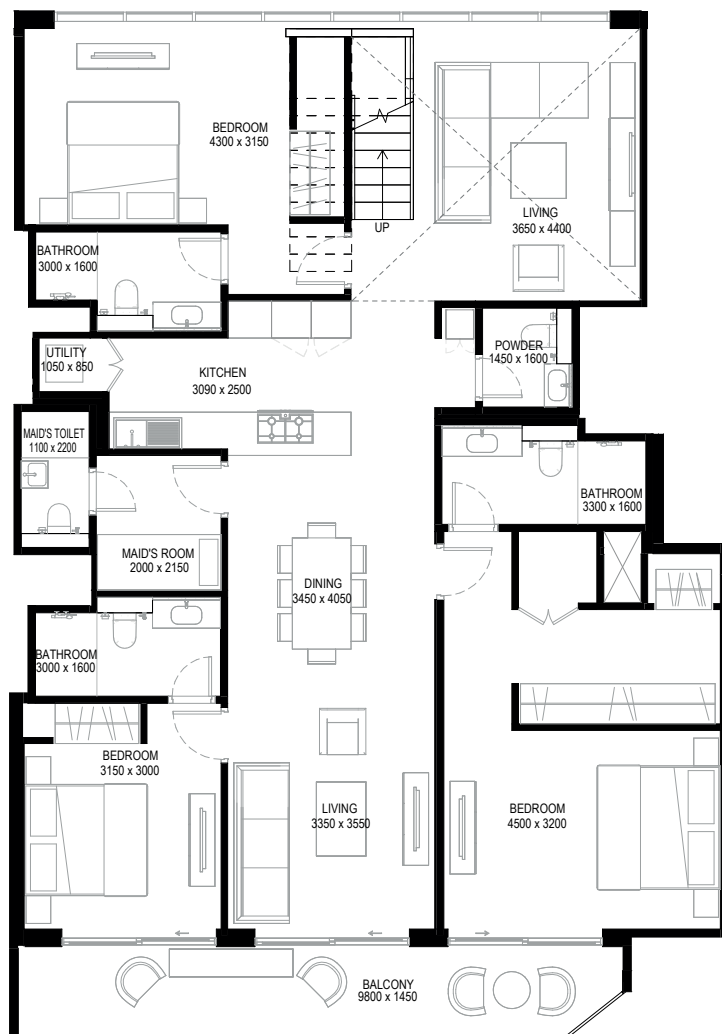 BEDROOM
4300 x 3150
LIVING
3650 x 4400
UP
BATHROOM
3000 x 1600
UTILITY
1050 x 850
KITCHEN
3090 x 2500
POWDER
1450 x 1600
MAID'S TOILET
1100 x 2200
BATHROOM
3300 x 1600
MAID'S ROOM
2000 x 2150
DINING
3450 x 4050
BATHROOM
3000 x 1600
BEDROOM
3150 x 3000
LIVING
3350 x 3550
BEDROOM
4500 x 3200
BALCONY
9800 x 1450